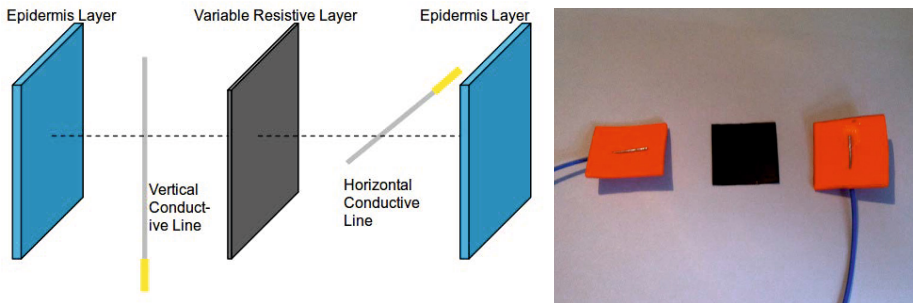 Epidermis Layer
Variable Resistive Layer
Epidermis Layer
Vertical
Conduct-
ive Line
Horizontal
Conductive
Line